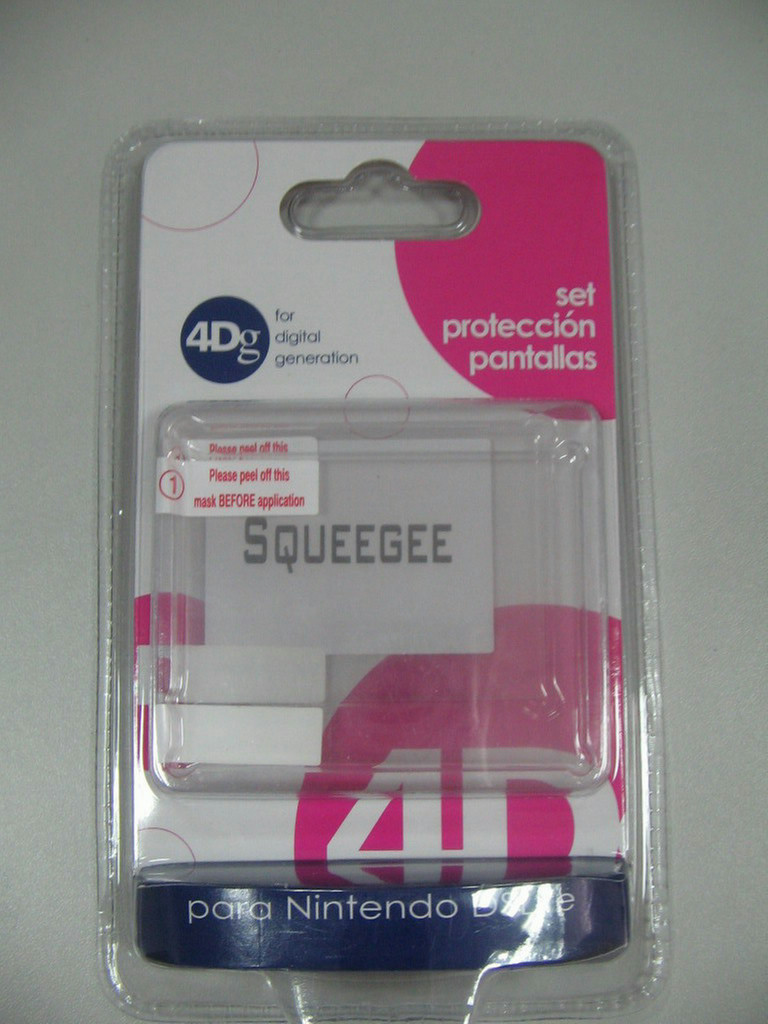 set
protección
pantallas
4Dg
for
digital
generation
Please peel off this
1
Please peel off this
mask BEFORE application
SQUEEGEE
4D
para Nintendo DSLite